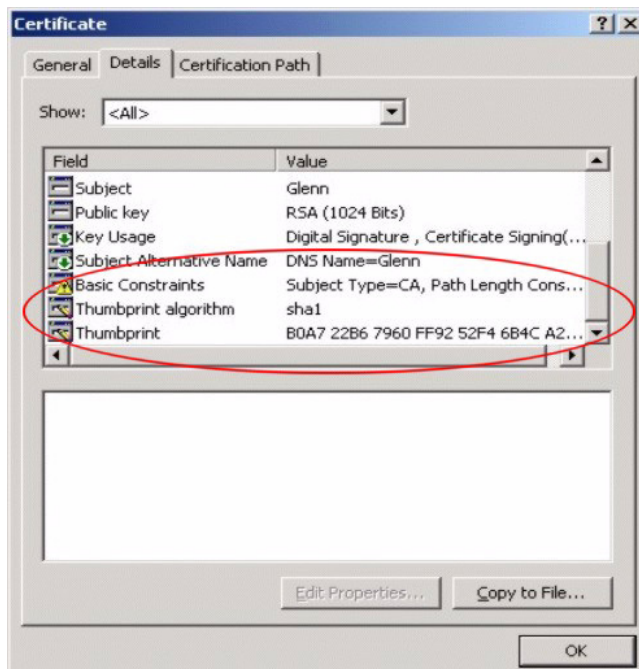 Certificate
General Details Certification Path
Show: <All>
Field Value
Subject Glenn
Public key RSA (1024 Bits)
Key Usage Digital Signature , Certificate Signing(...
Subject Alternative Name DNS Name=Glenn
Basic Constraints Subject Type=CA, Path Length Cons...
Thumbprint algorithm sha1
Thumbprint B0A7 22B6 7960 FF92 52F4 6B4C A2...
Edit Properties... Copy to File...
OK